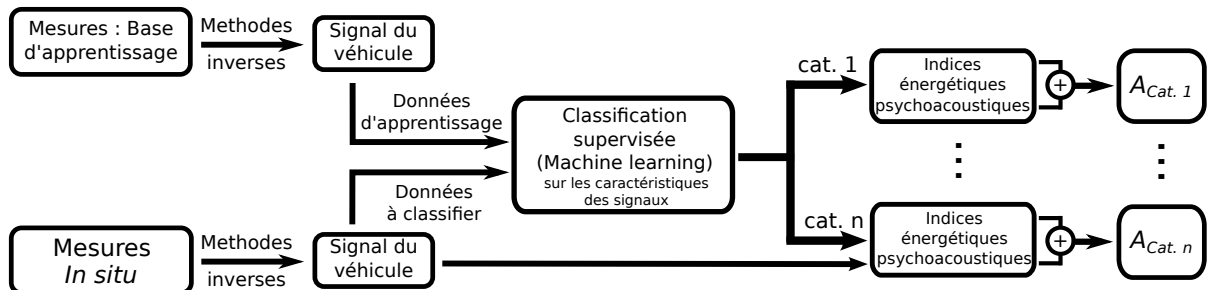 Mesures : Base
d'apprentissage
Methodes
inverses
Signal du
véhicule
Données
d'apprentissage
Classification
supervisée
(Machine learning)
sur les caractéristiques
des signaux
Données
à classifier
Mesures
In situ
Methodes
inverses
Signal du
véhicule
cat. 1
Indices
énergétiques
psychoacoustiques
+
A Cat. 1
cat. n
Indices
énergétiques
psychoacoustiques
+
A Cat. n